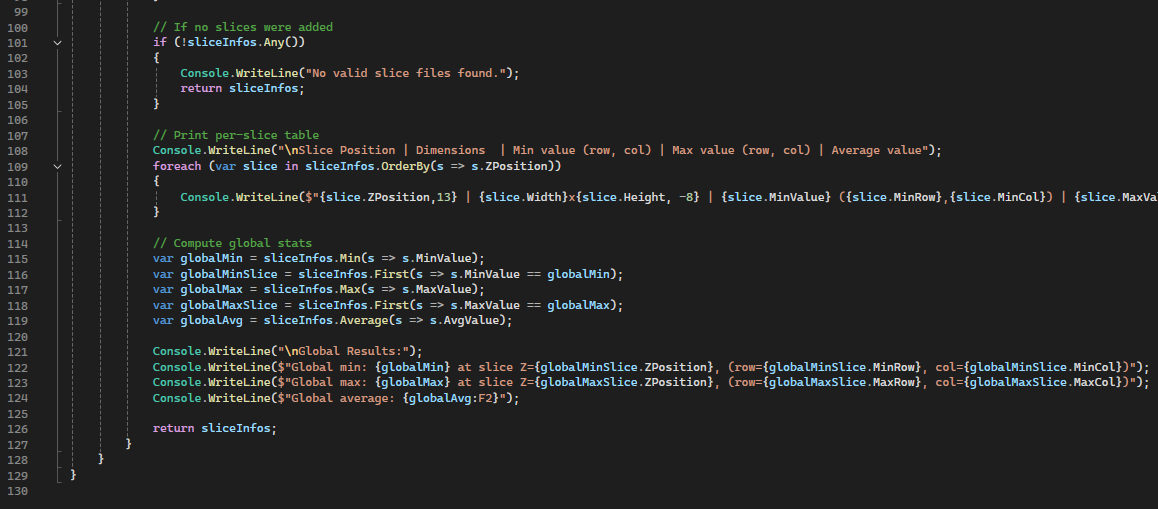 99
100 // If no slices were added
101 if (!sliceInfos.Any())
102 {
103 Console.WriteLine("No valid slice files found.");
104 return sliceInfos;
105 }
106
107 // Print per-slice table
108 Console.WriteLine("\nSlice Position | Dimensions  | Min value (row, col) | Max value (row, col) | Average value");
109 foreach (var slice in sliceInfos.OrderBy(s => s.ZPosition))
110 {
111 Console.WriteLine($"{slice.ZPosition,13} | {slice.Width}x{slice.Height, -8} | {slice.MinValue} ({slice.MinRow},{slice.MinCol}) | {slice.MaxVa
112 }
113
114 // Compute global stats
115 var globalMin = sliceInfos.Min(s => s.MinValue);
116 var globalMinSlice = sliceInfos.First(s => s.MinValue == globalMin);
117 var globalMax = sliceInfos.Max(s => s.MaxValue);
118 var globalMaxSlice = sliceInfos.First(s => s.MaxValue == globalMax);
119 var globalAvg = sliceInfos.Average(s => s.AvgValue);
120
121 Console.WriteLine("\nGlobal Results:");
122 Console.WriteLine($"Global min: {globalMin} at slice Z={globalMinSlice.ZPosition}, (row={globalMinSlice.MinRow}, col={globalMinSlice.MinCol})");
123 Console.WriteLine($"Global max: {globalMax} at slice Z={globalMaxSlice.ZPosition}, (row={globalMaxSlice.MaxRow}, col={globalMaxSlice.MaxCol})");
124 Console.WriteLine($"Global average: {globalAvg:F2}");
125
126 return sliceInfos;
127 }
128 }
129 }
130